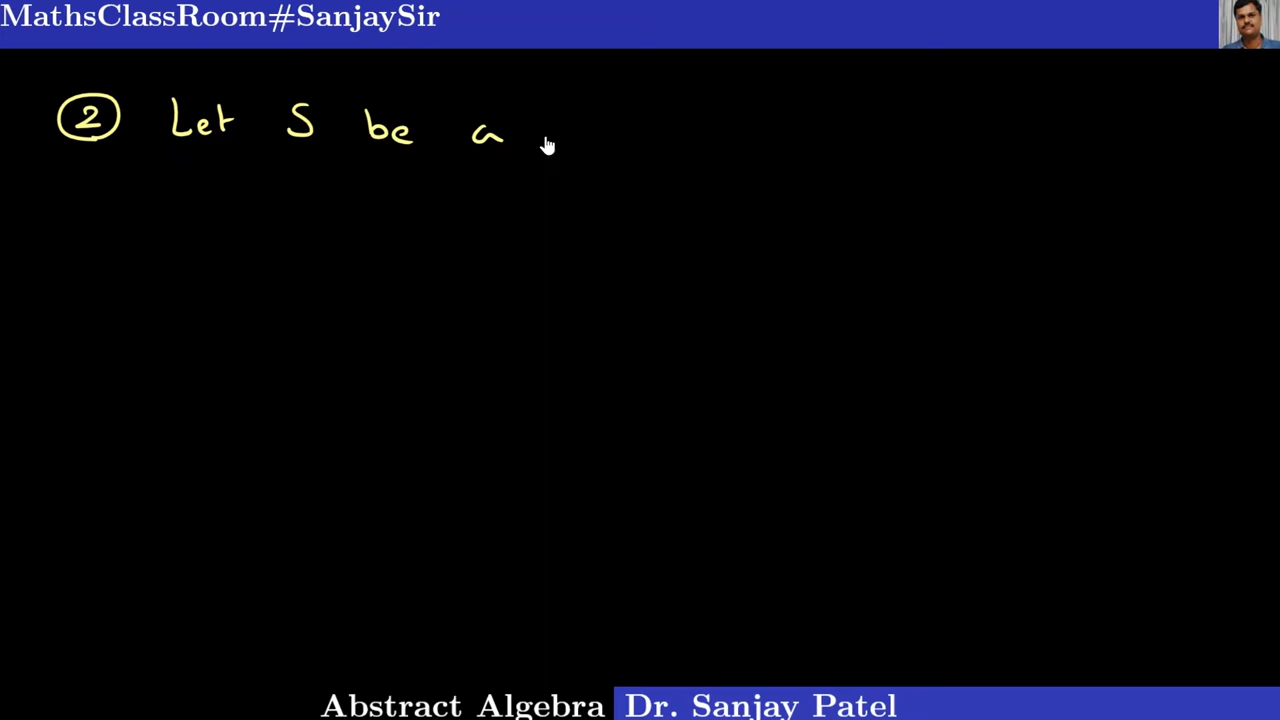 MathsClassRoom#SanjaySir
2 Let S be a
Abstract Algebra Dr. Sanjay Patel